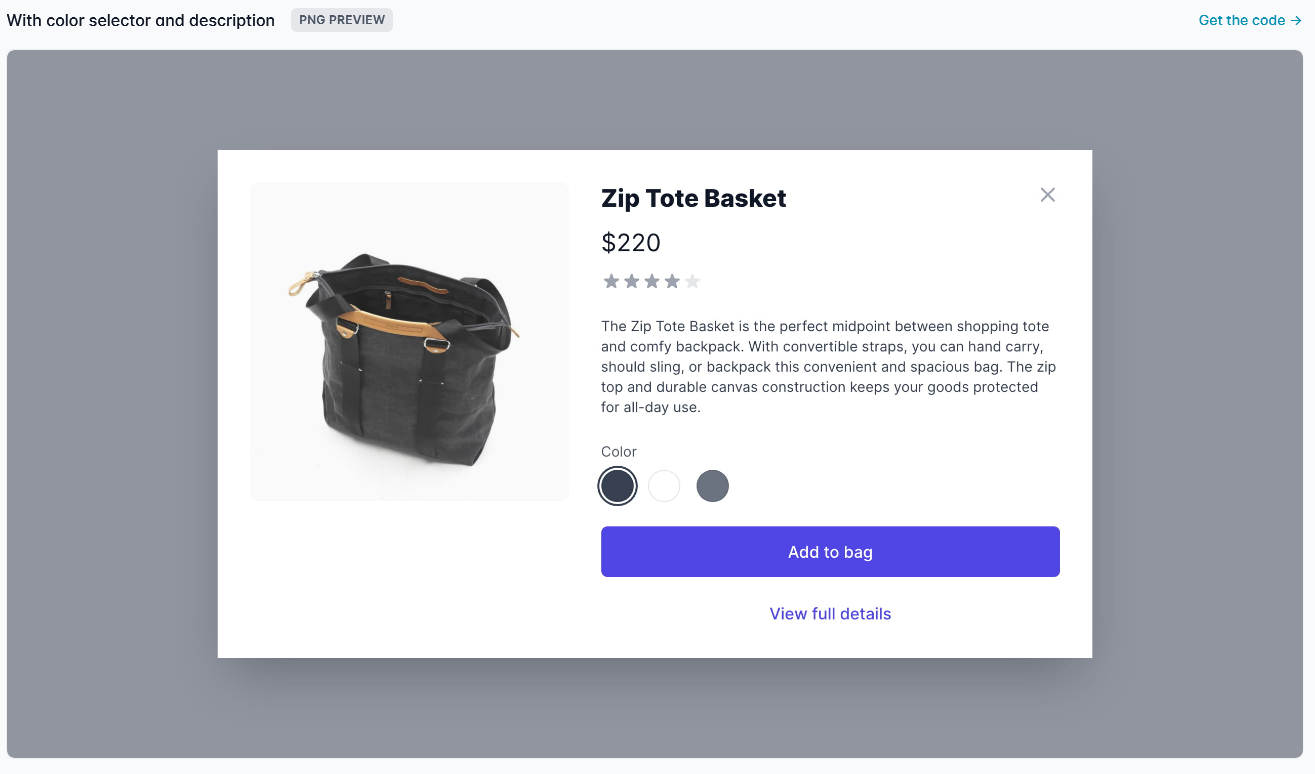 With color selector and description
PNG PREVIEW
Get the code →
Zip Tote Basket
$220
The Zip Tote Basket is the perfect midpoint between shopping tote
and comfy backpack. With convertible straps, you can hand carry,
should sling, or backpack this convenient and spacious bag. The zip
top and durable canvas construction keeps your goods protected
for all-day use.
Color
Add to bag
View full details